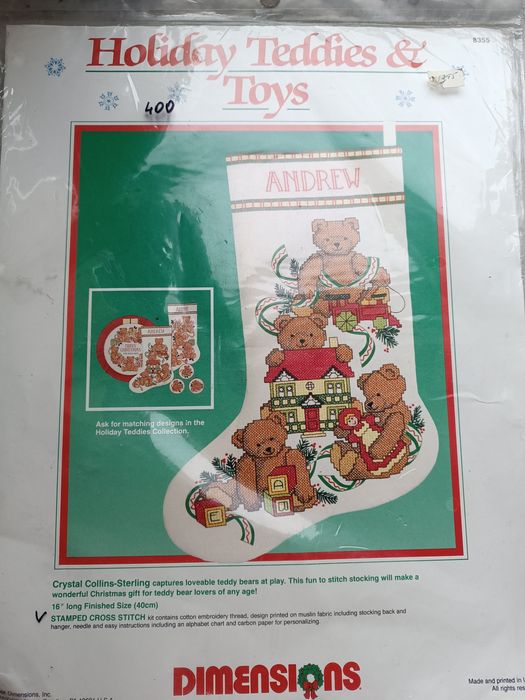 Holiday Teddies &
Toys
8355
400
ANDREW
ANDREW
Ask for matching designs in the
Holiday Teddies Collection.
E
Crystal Collins-Sterling captures loveable teddy bears at play. This fun to stitch stocking will make a
wonderful Christmas gift for teddy bear lovers of any age!
16" long Finished Size (40cm)
✓ STAMPED CROSS STITCH kit contains cotton embroidery thread, design printed on muslin fabric including stocking back and
hanger, needle and easy instructions including an alphabet chart and carbon paper for personalizing.
Dimensions, Inc.
Made and printed in
All rights
DIMENSIONS